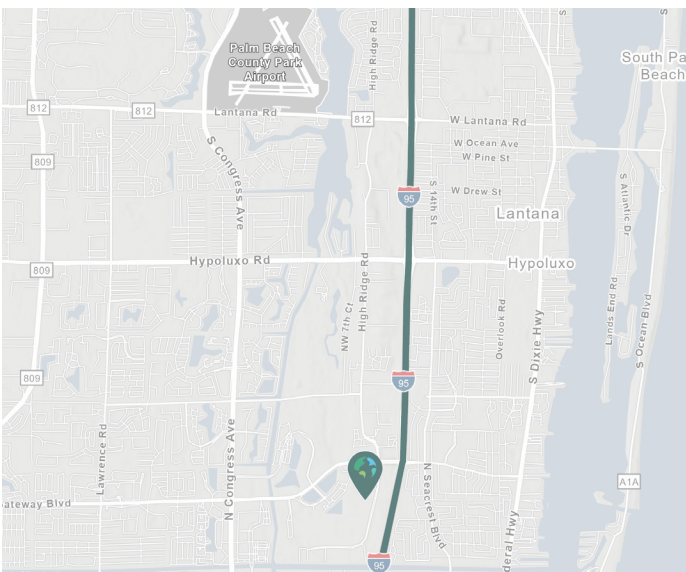 South Pa
Beach
Palm Beach
County Park
Airport
High Ridge Rd
812
812
Lantana Rd
812
W Lantana Rd
W Ocean Ave
W Pine St
809
S Congress Ave
W Drew St
S 14th St
95
S Atlantic Dr
Lantana
Hypoluxo Rd
Hypoluxo
809
High Ridge Rd
NW 7th Ct
Overlook Rd
Lands End Rd
S Ocean Blvd
S Dixie Hwy
809
95
Lawrence Rd
N Congress Ave
ateway Blvd
N Seacrest Blvd
A1A
deral Hwy
95